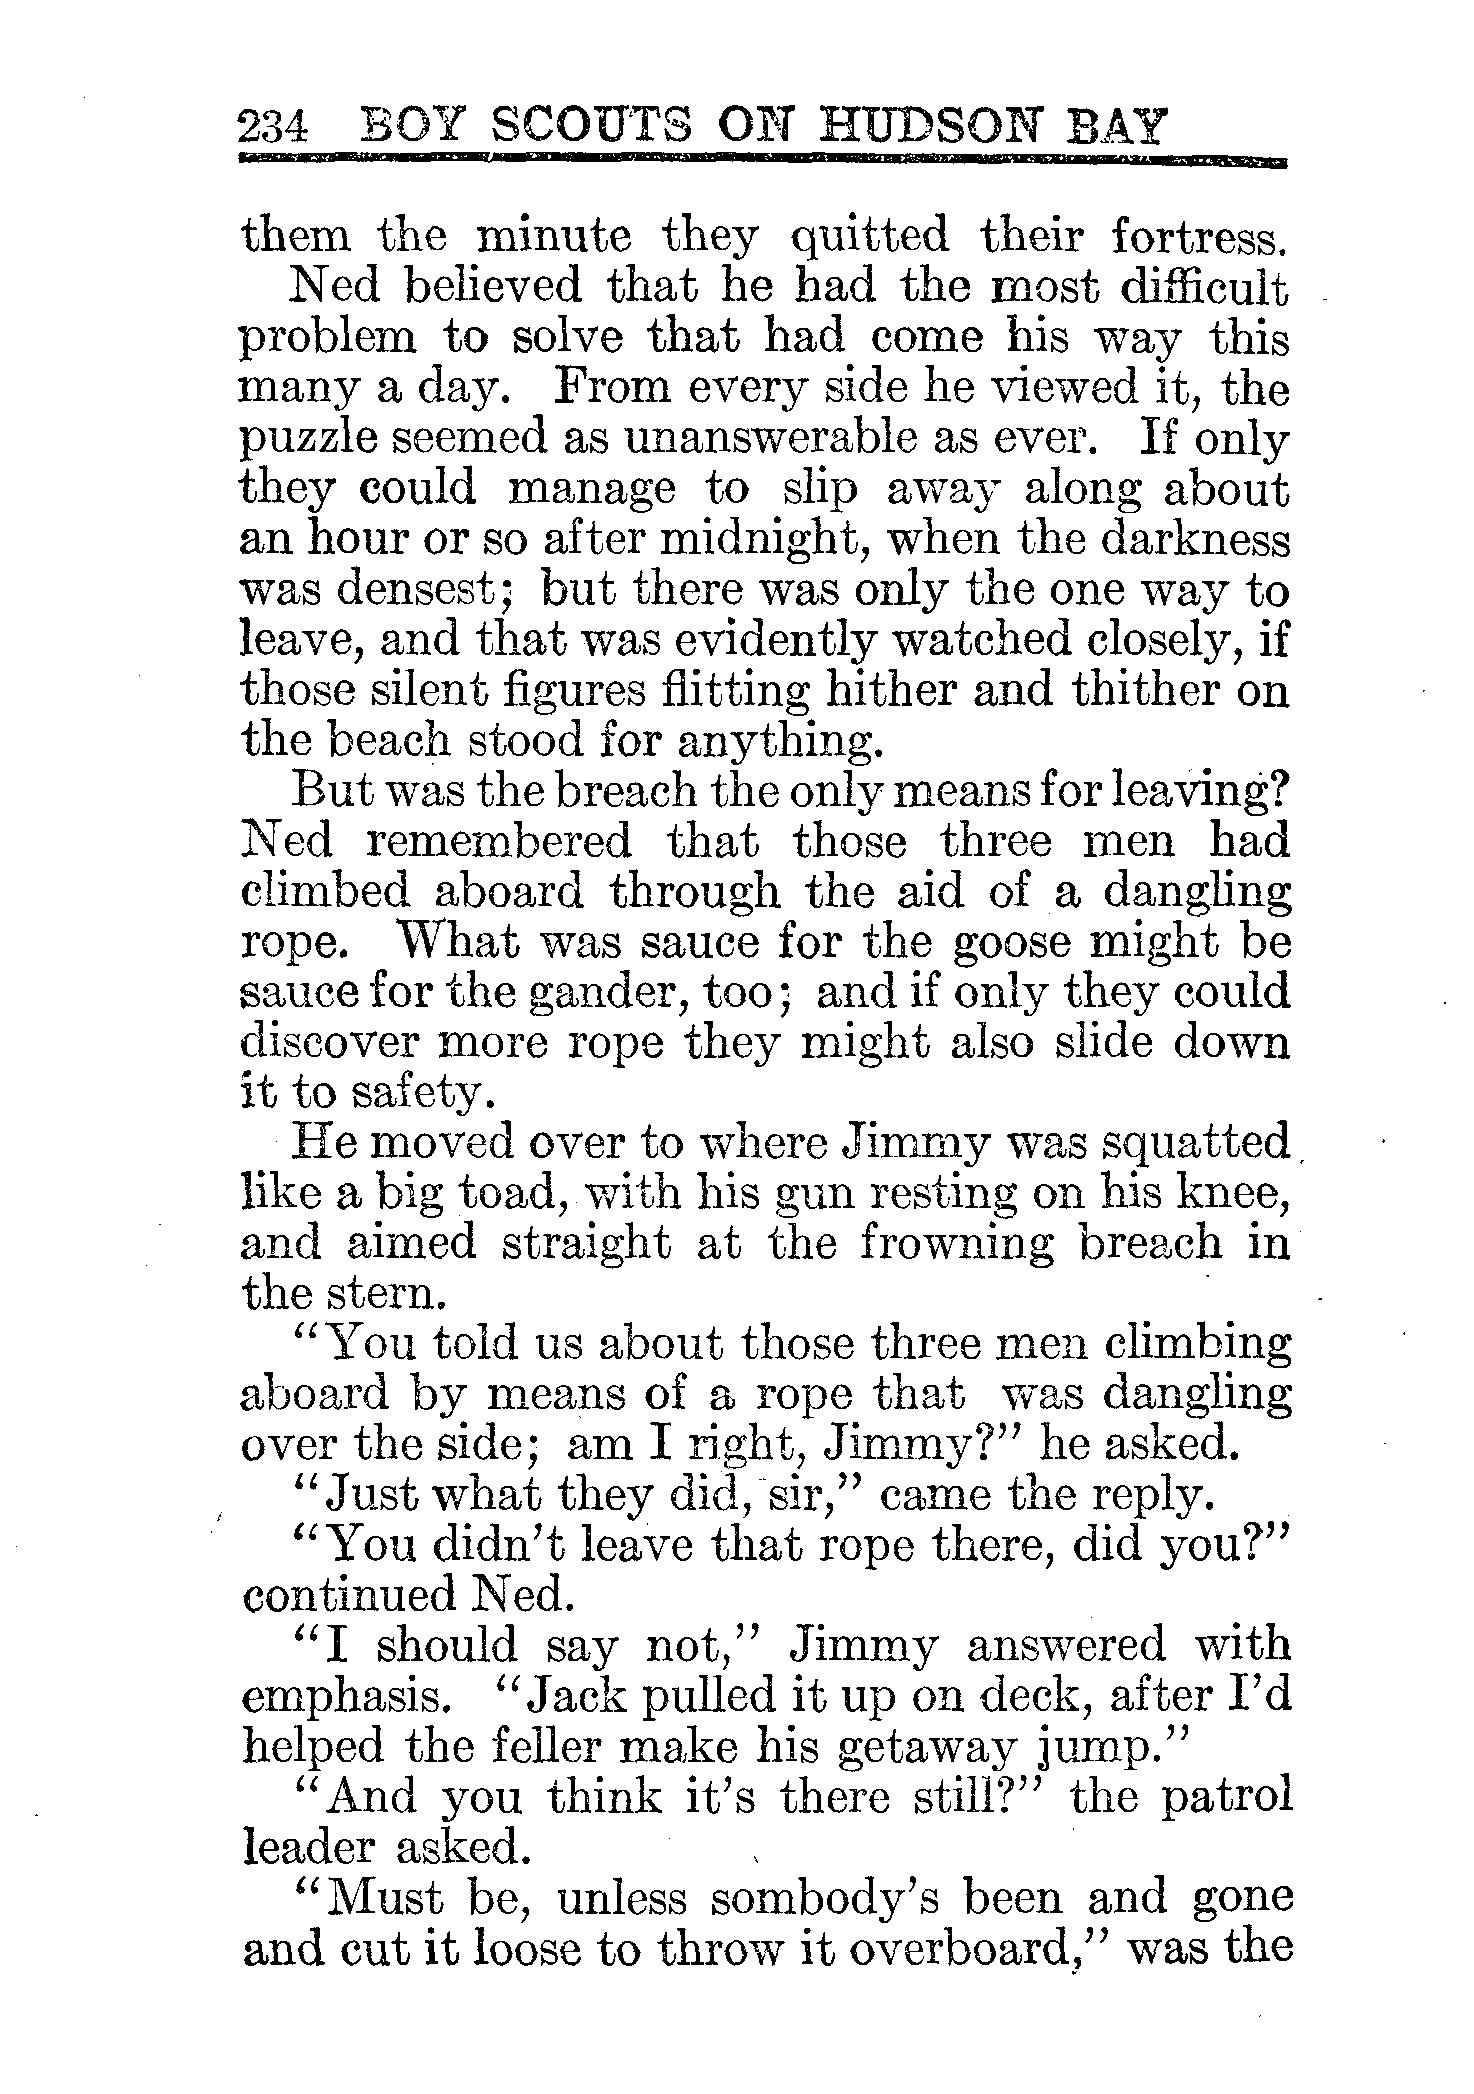 234 BOY SCOUTS ON HUDSON BAY
them the minute they quitted their fortress.
Ned believed that he had the most difficult
problem to solve that had come his way this
many a day. From every side he viewed it, the
puzzle seemed as unanswerable as ever. If only
they could manage to slip away along about
an hour or so after midnight, when the darkness
was densest; but there was only the one way to
leave, and that was evidently watched closely, if
those silent figures flitting hither and thither on
the beach stood for anything.
But was the breach the only means for leaving?
Ned remembered that those three men had
climbed aboard through the aid of a dangling
rope. What was sauce for the goose might be
sauce for the gander, too; and if only they could
discover more rope they might also slide down
it to safety.
He moved over to where Jimmy was squatted
like a big toad, with his gun resting on his knee,
and aimed straight at the frowning breach in
the stern.
"You told us about those three men climbing
aboard by means of a rope that was dangling
over the side; am I right, Jimmy?" he asked.
"Just what they did, sir," came the reply.
"You didn't leave that rope there, did you?"
continued Ned.
"I should say not," Jimmy answered with
emphasis. "Jack pulled it up on deck, after I'd
helped the feller make his getaway jump."
"And you think it's there still?" the patrol
leader asked.
"Must be, unless sombody's been and gone
and cut it loose to throw it overboard," was the